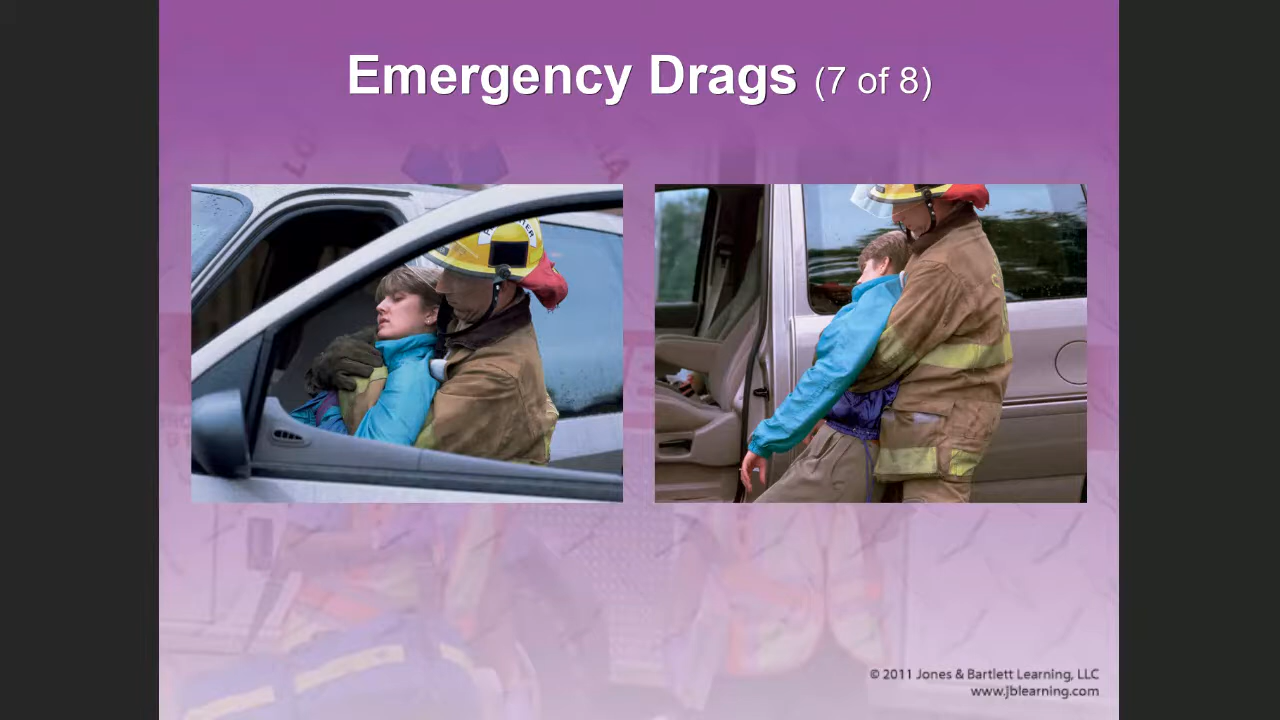 Emergency Drags (7 of 8)
© 2011 Jones & Bartlett Learning, LLC
www.jblearning.com